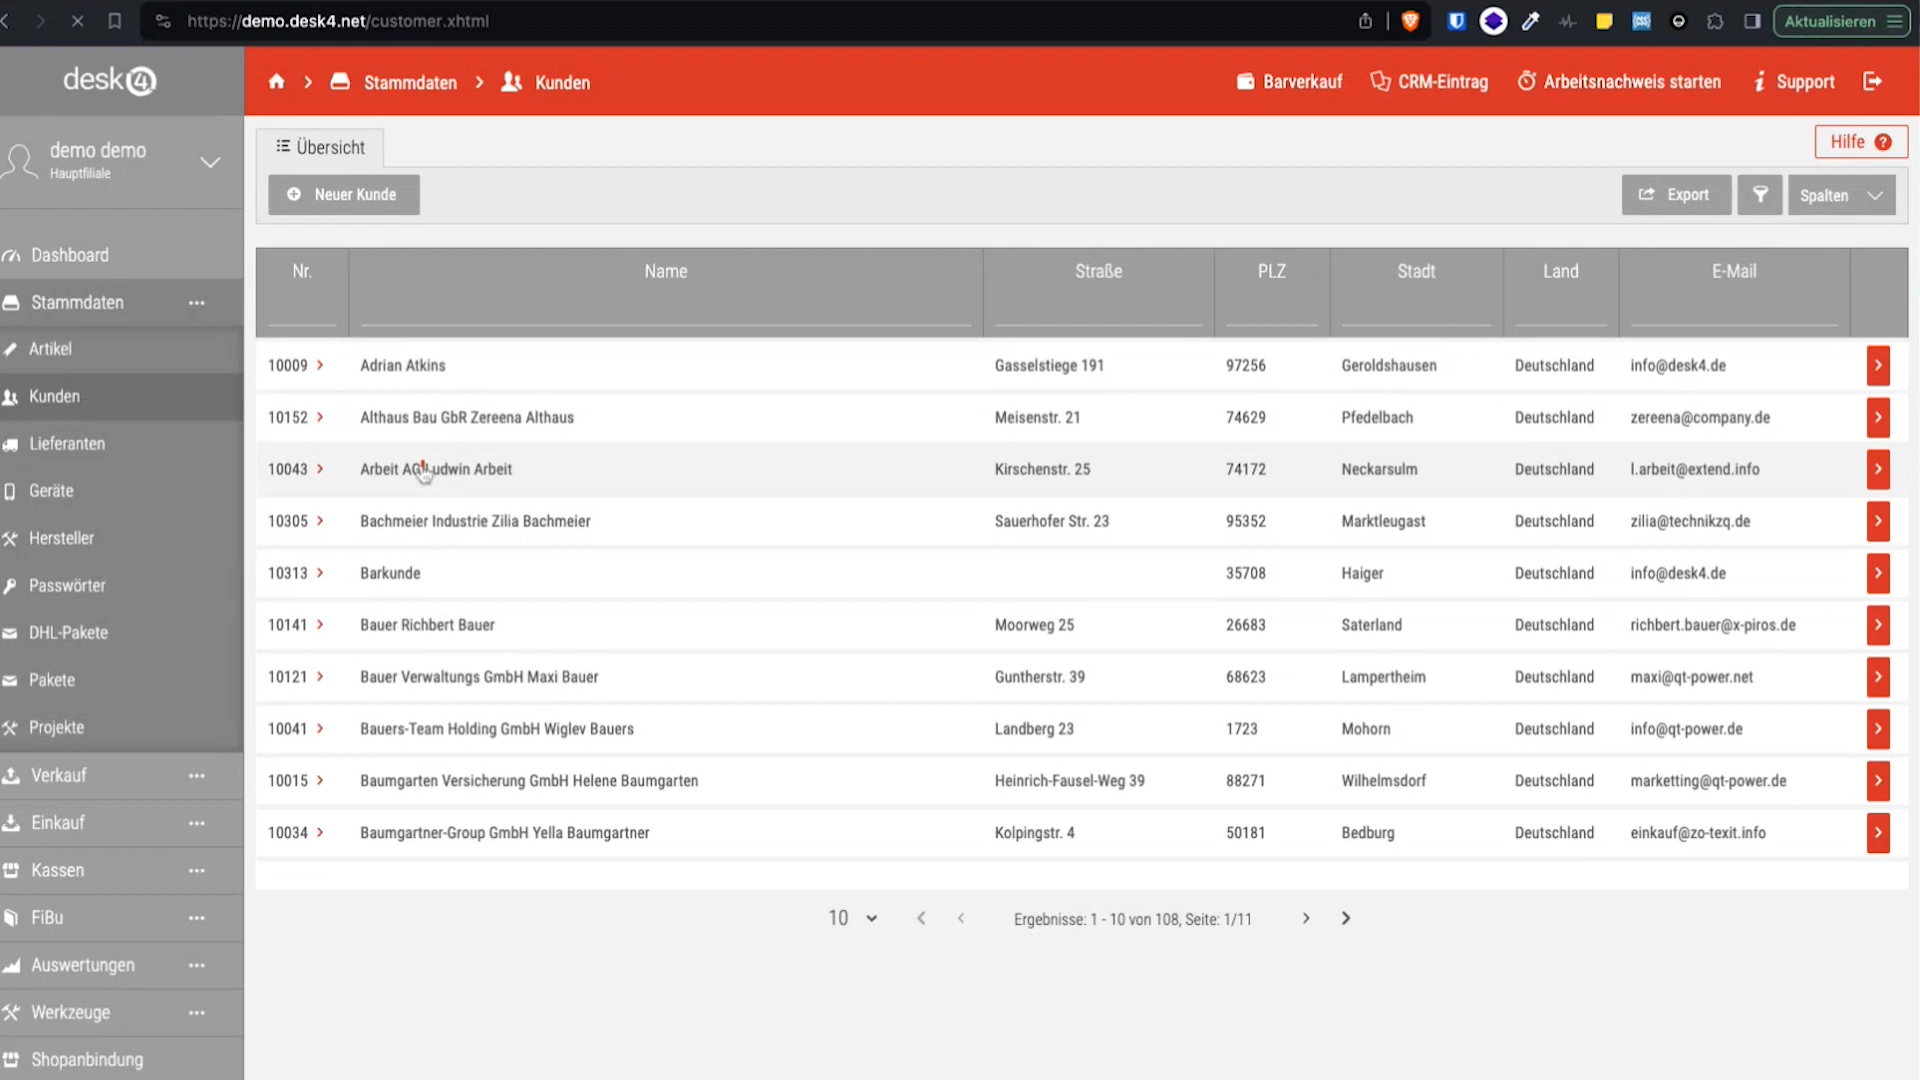 https://demo.desk4.net/customer.xhtml
Aktualisieren
desk4
Stammdaten
Kunden
Barverkauf
CRM-Eintrag
Arbeitsnachweis starten
Support
demo demo
Hauptfiliale
Übersicht
Hilfe
Neuer Kunde
Export
Spalten
Dashboard
Stammdaten
Artikel
Kunden
Lieferanten
Geräte
Hersteller
Passwörter
DHL-Pakete
Pakete
Projekte
Verkauf
Einkauf
Kassen
FiBu
Auswertungen
Werkzeuge
Shopanbindung
Nr. Name Straße PLZ Stadt Land E-Mail
10009 Adrian Atkins Gasselstiege 191 97256 Geroldshausen Deutschland info@desk4.de
10152 Althaus Bau GbR Zereena Althaus Meisenstr. 21 74629 Pfedelbach Deutschland zereena@company.de
10043 Arbeit AG Ludwin Arbeit Kirschenstr. 25 74172 Neckarsulm Deutschland l.arbeit@extend.info
10305 Bachmeier Industrie Zilia Bachmeier Sauerhofer Str. 23 95352 Marktleugast Deutschland zilia@technikzq.de
10313 Barkunde 35708 Haiger Deutschland info@desk4.de
10141 Bauer Richbert Bauer Moorweg 25 26683 Saterland Deutschland richbert.bauer@x-piros.de
10121 Bauer Verwaltungs GmbH Maxi Bauer Guntherstr. 39 68623 Lampertheim Deutschland maxi@qt-power.net
10041 Bauers-Team Holding GmbH Wiglev Bauers Landberg 23 1723 Mohorn Deutschland info@qt-power.de
10015 Baumgarten Versicherung GmbH Helene Baumgarten Heinrich-Fausel-Weg 39 88271 Wilhelmsdorf Deutschland marketting@qt-power.de
10034 Baumgartner-Group GmbH Yella Baumgartner Kolpingstr. 4 50181 Bedburg Deutschland einkauf@zo-texit.info
10 Ergebnisse: 1 - 10 von 108, Seite: 1/11